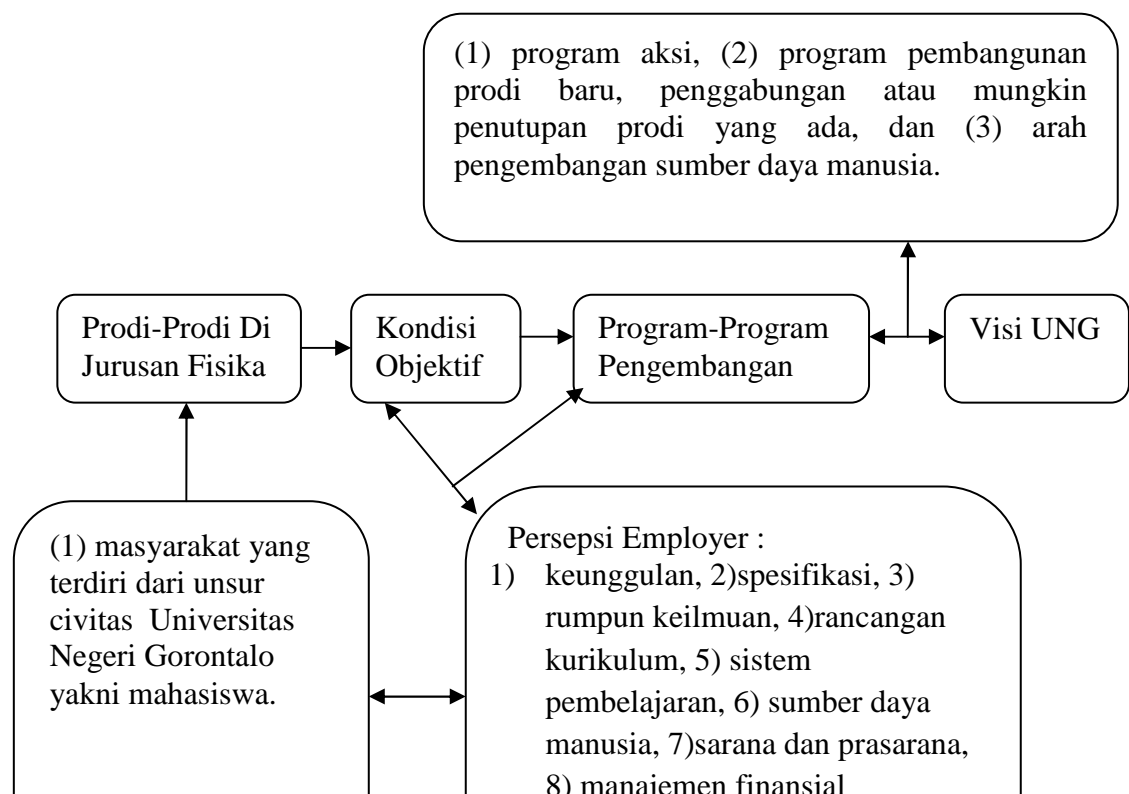 (1) program aksi, (2) program pembangunan
prodi baru, penggabungan atau mungkin
penutupan prodi yang ada, dan (3) arah
pengembangan sumber daya manusia.
Prodi-Prodi Di
Jurusan Fisika
Kondisi
Objektif
Program-Program
Pengembangan
Visi UNG
(1) masyarakat yang
terdiri dari unsur
civitas Universitas
Negeri Gorontalo
yakni mahasiswa.
Persepsi Employer :
1) keunggulan, 2)spesifikasi, 3)
rumpun keilmuan, 4)rancangan
kurikulum, 5) sistem
pembelajaran, 6) sumber daya
manusia, 7)sarana dan prasarana,
8) manajemen finansial